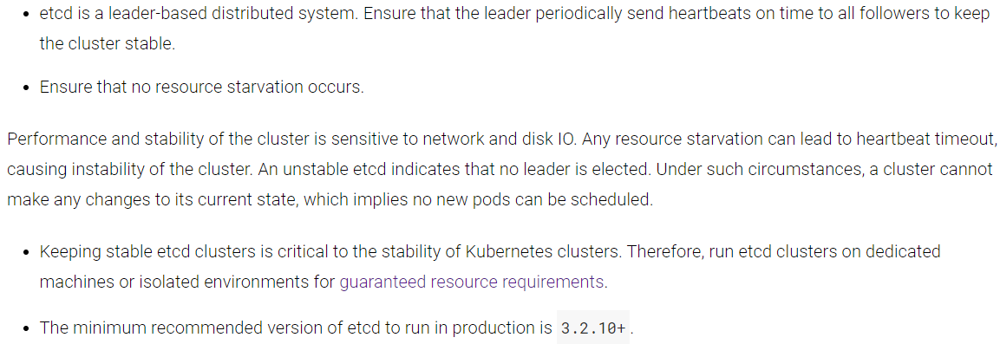 • etcd is a leader-based distributed system. Ensure that the leader periodically send heartbeats on time to all followers to keep
the cluster stable.
• Ensure that no resource starvation occurs.
Performance and stability of the cluster is sensitive to network and disk IO. Any resource starvation can lead to heartbeat timeout,
causing instability of the cluster. An unstable etcd indicates that no leader is elected. Under such circumstances, a cluster cannot
make any changes to its current state, which implies no new pods can be scheduled.
• Keeping stable etcd clusters is critical to the stability of Kubernetes clusters. Therefore, run etcd clusters on dedicated
machines or isolated environments for guaranteed resource requirements.
• The minimum recommended version of etcd to run in production is 3.2.10+ .